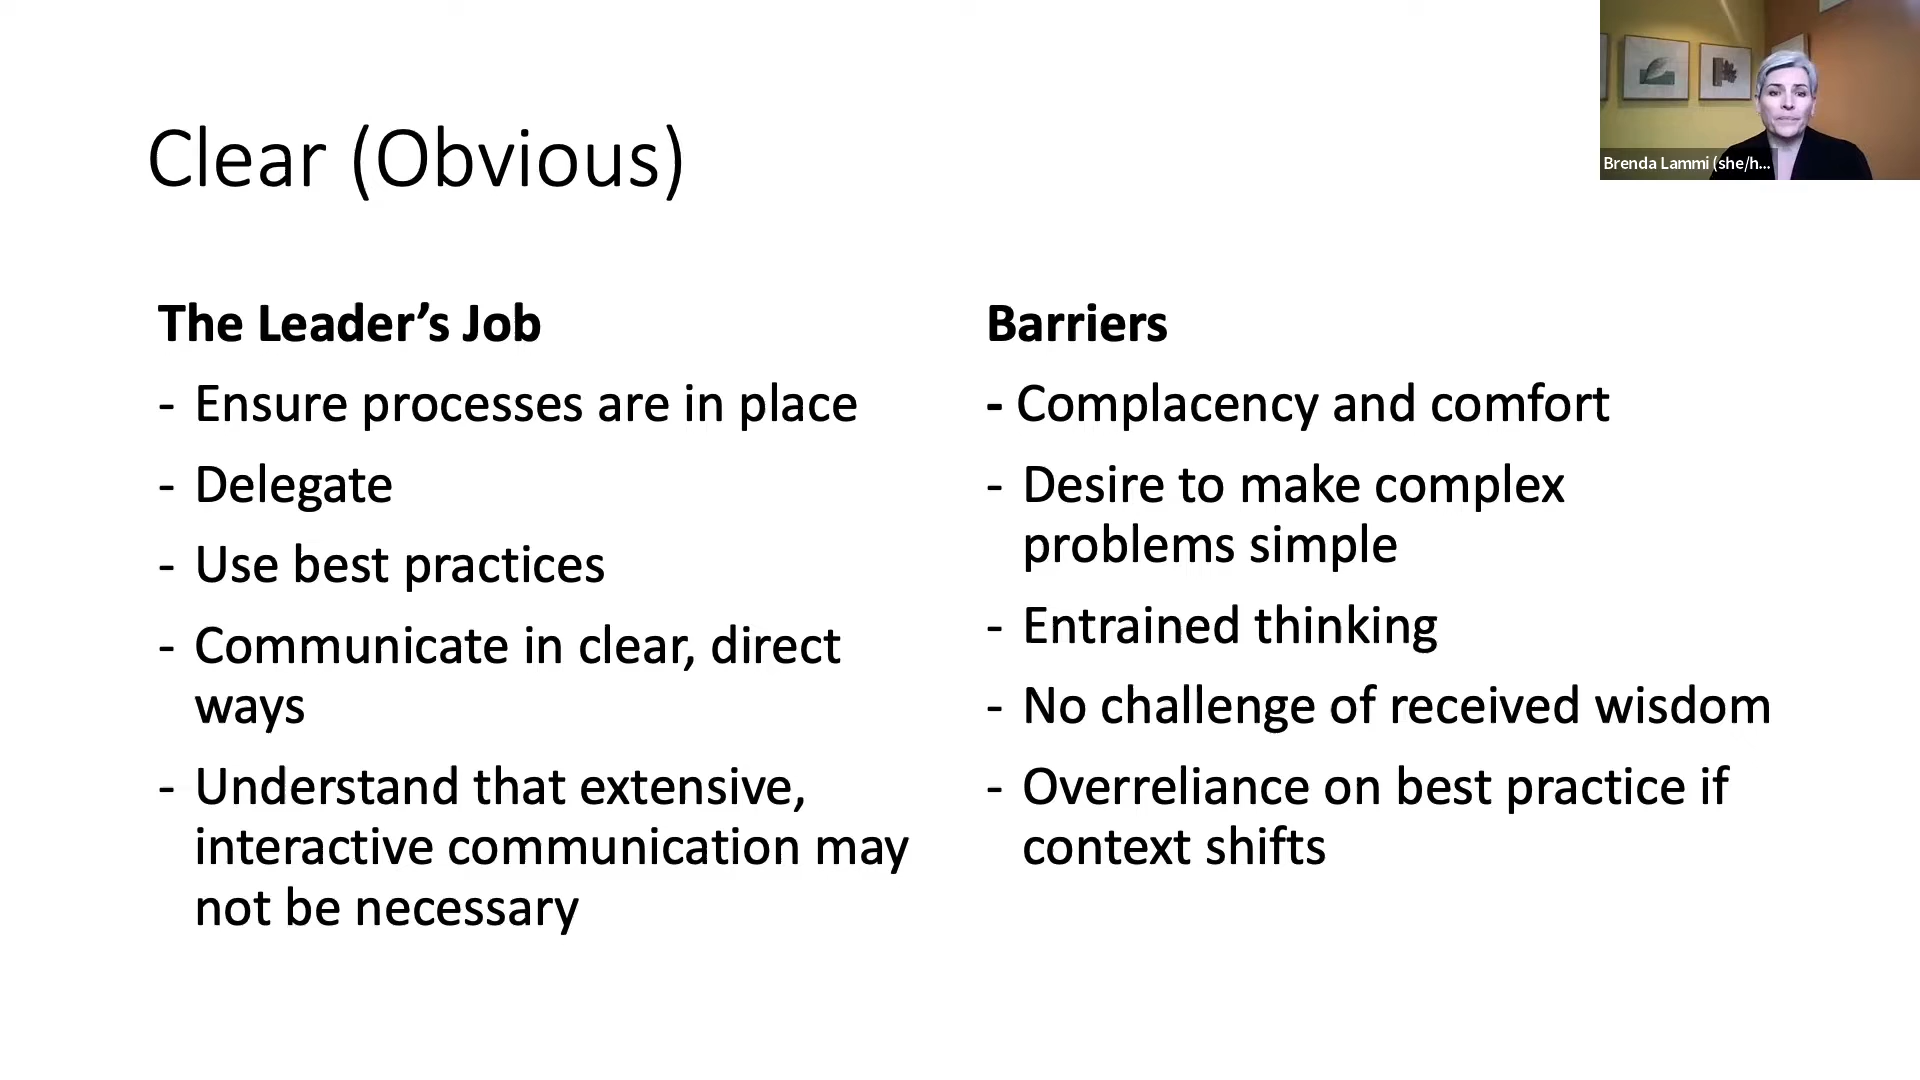 Clear (Obvious)
Brenda Lammi (she/h...
The Leader’s Job
- Ensure processes are in place
- Delegate
- Use best practices
- Communicate in clear, direct
ways
- Understand that extensive,
interactive communication may
not be necessary
Barriers
- Complacency and comfort
- Desire to make complex
problems simple
- Entrained thinking
- No challenge of received wisdom
- Overreliance on best practice if
context shifts